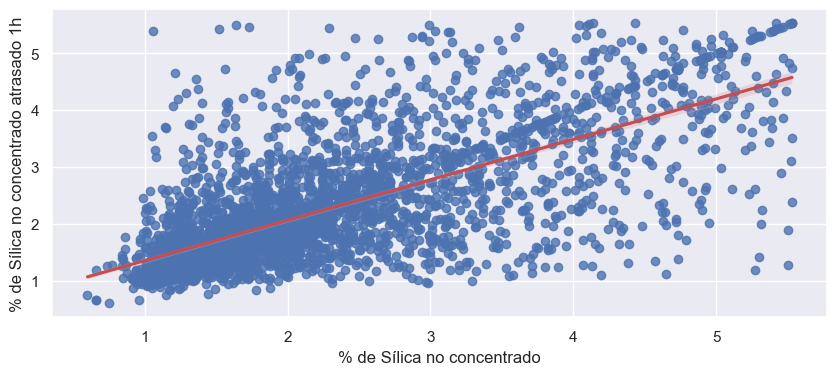 % de Sílica no concentrado atrasado 1h
5
4
3
2
1
1 2 3 4 5
% de Sílica no concentrado